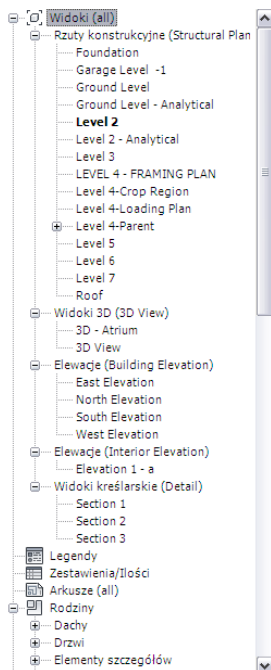 Widoki (all)
Rzuty konstrukcyjne (Structural Plan
Foundation
Garage Level -1
Ground Level
Ground Level - Analytical
Level 2
Level 2 - Analytical
Level 3
LEVEL 4 - FRAMING PLAN
Level 4-Crop Region
Level 4-Loading Plan
Level 4-Parent
Level 5
Level 6
Level 7
Roof
Widoki 3D (3D View)
3D - Atrium
3D View
Elewacje (Building Elevation)
East Elevation
North Elevation
South Elevation
West Elevation
Elewacje (Interior Elevation)
Elevation 1 - a
Widoki kreślarskie (Detail)
Section 1
Section 2
Section 3
Legendy
Zestawienia/Ilości
Arkusze (all)
Rodziny
Dachy
Drzwi
Elementy szczegółów